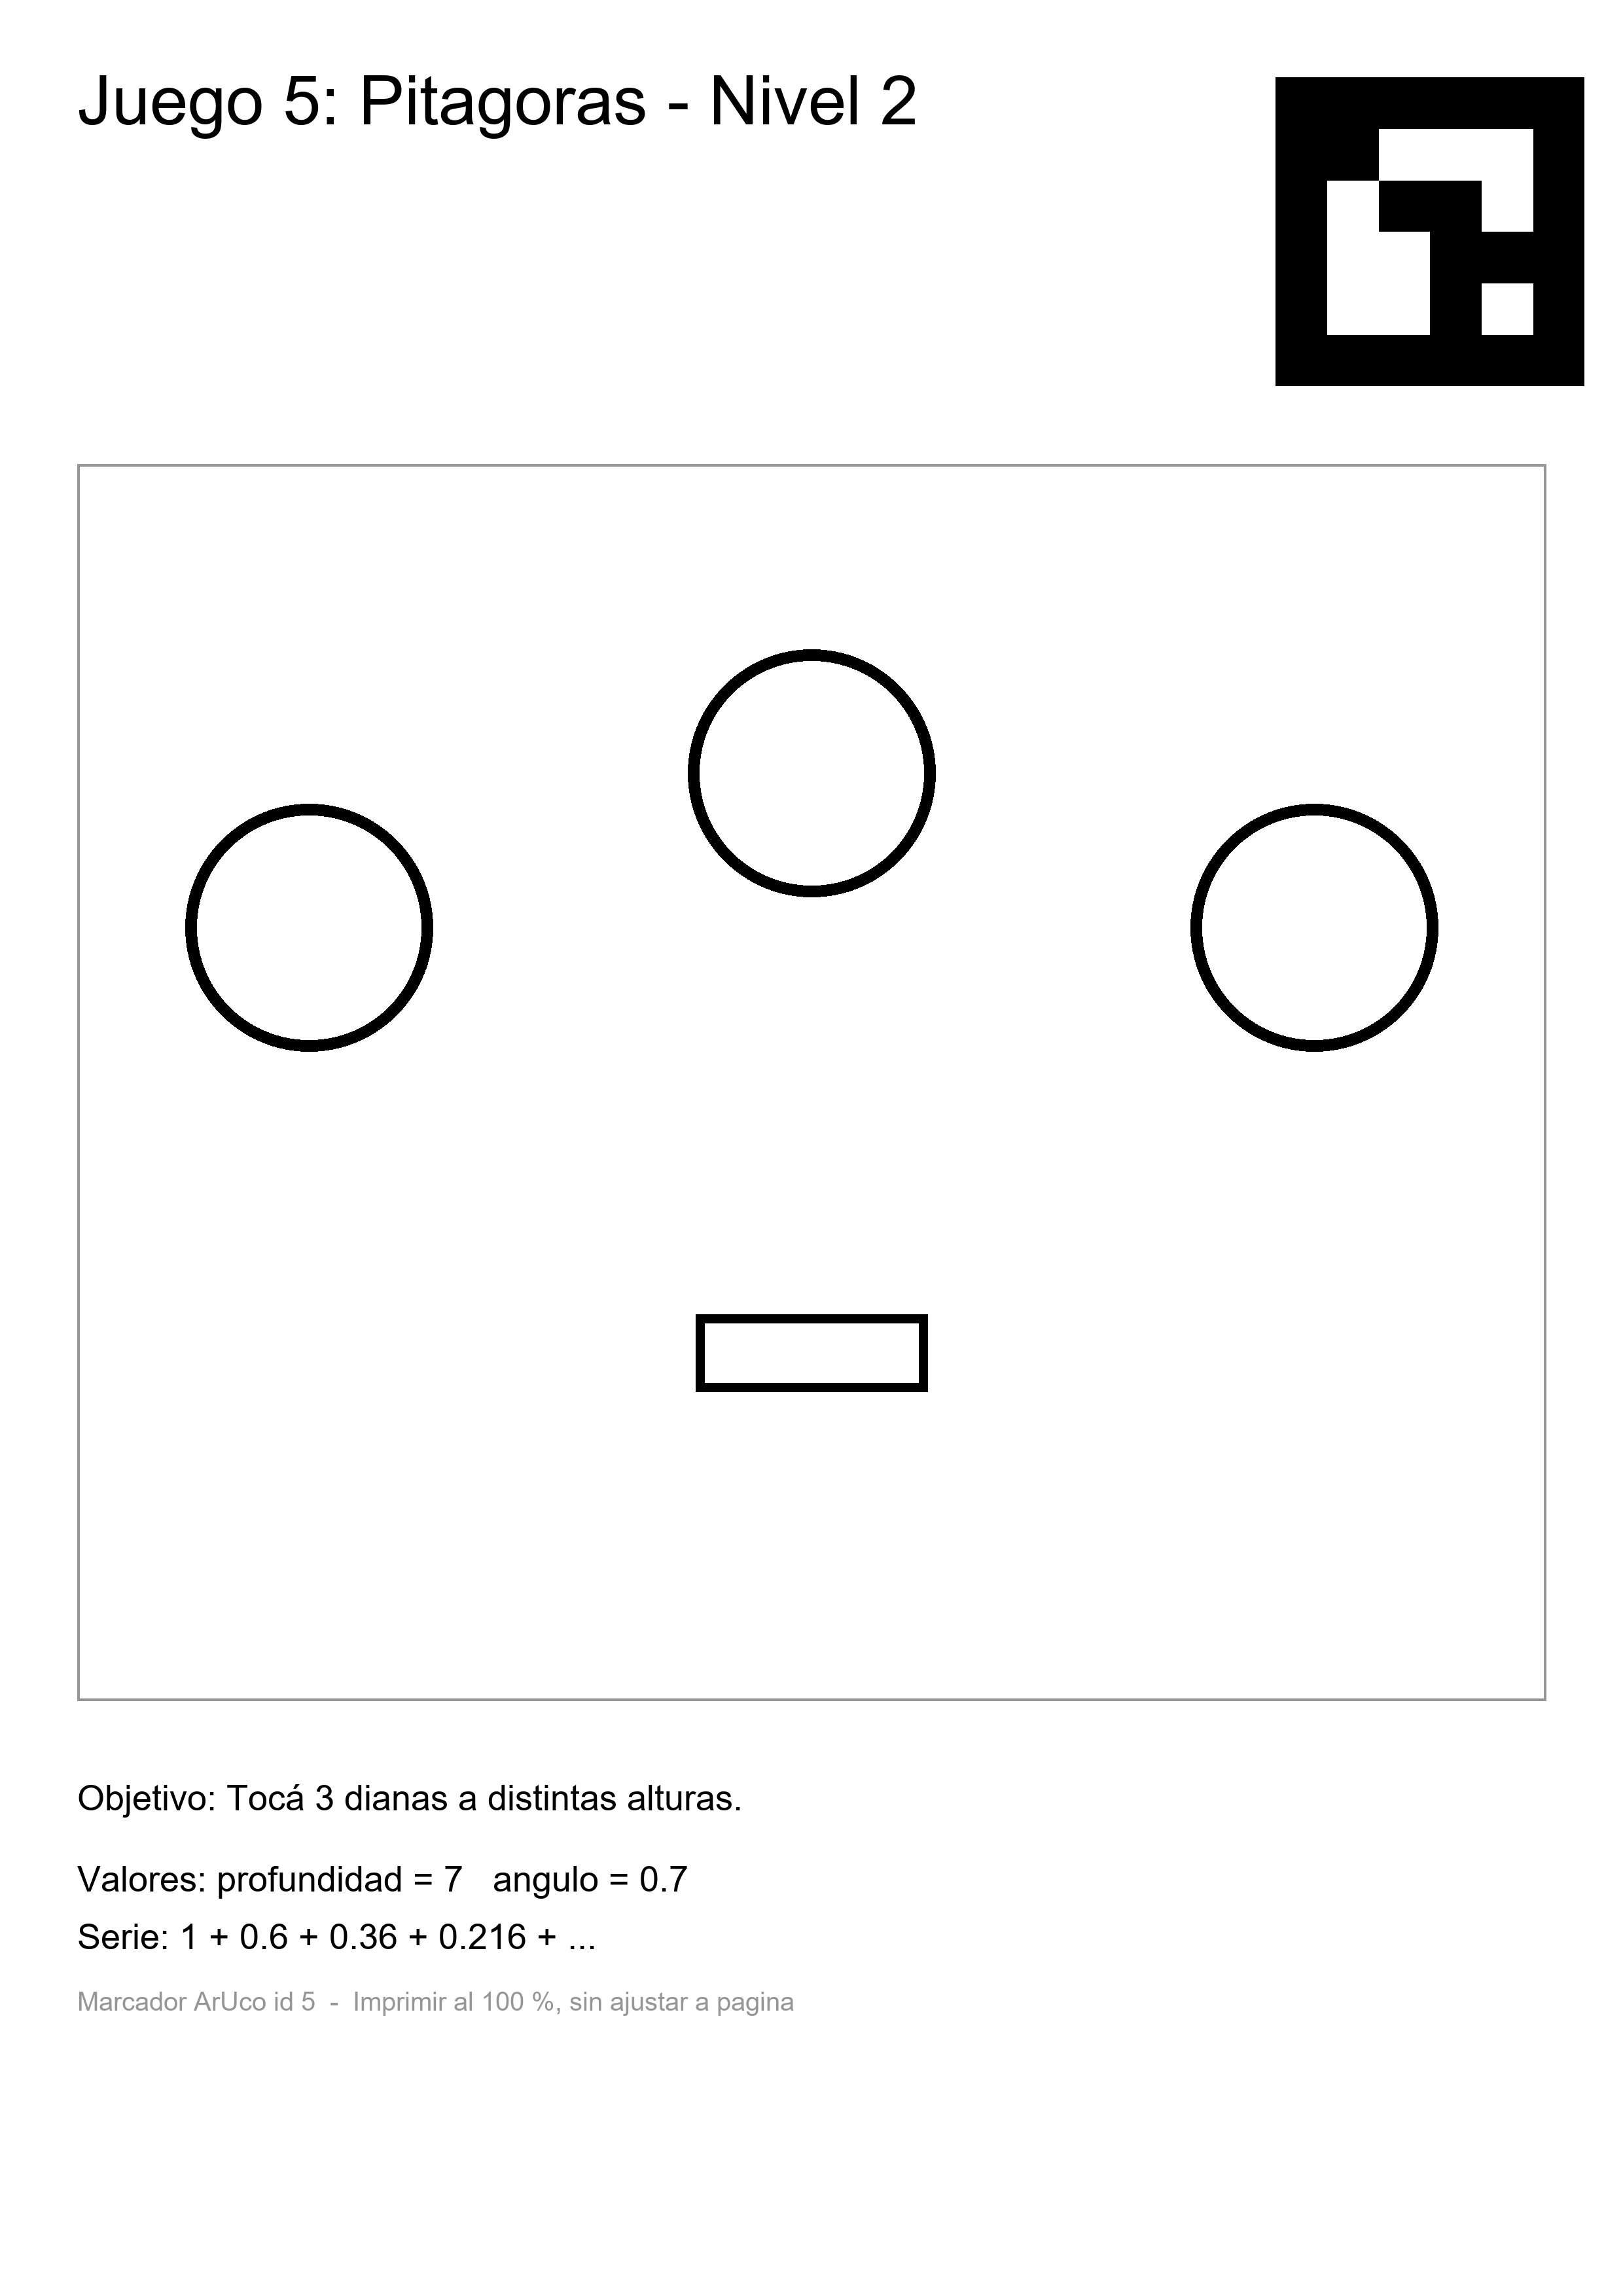 Juego 5: Pitagoras - Nivel 2
Objetivo: Tocá 3 dianas a distintas alturas.
Valores: profundidad = 7   angulo = 0.7
Serie: 1 + 0.6 + 0.36 + 0.216 + ...
Marcador ArUco id 5  -  Imprimir al 100 %, sin ajustar a pagina